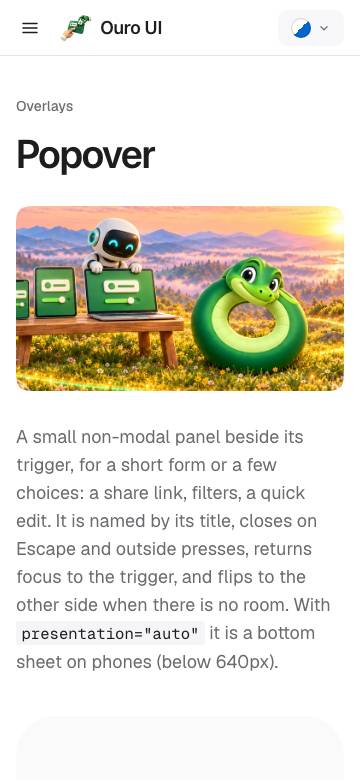 Ouro UI
Overlays
Popover
A small non-modal panel beside its
trigger, for a short form or a few
choices: a share link, filters, a quick
edit. It is named by its title, closes on
Escape and outside presses, returns
focus to the trigger, and flips to the
other side when there is no room. With
presentation="auto" it is a bottom
sheet on phones (below 640px).